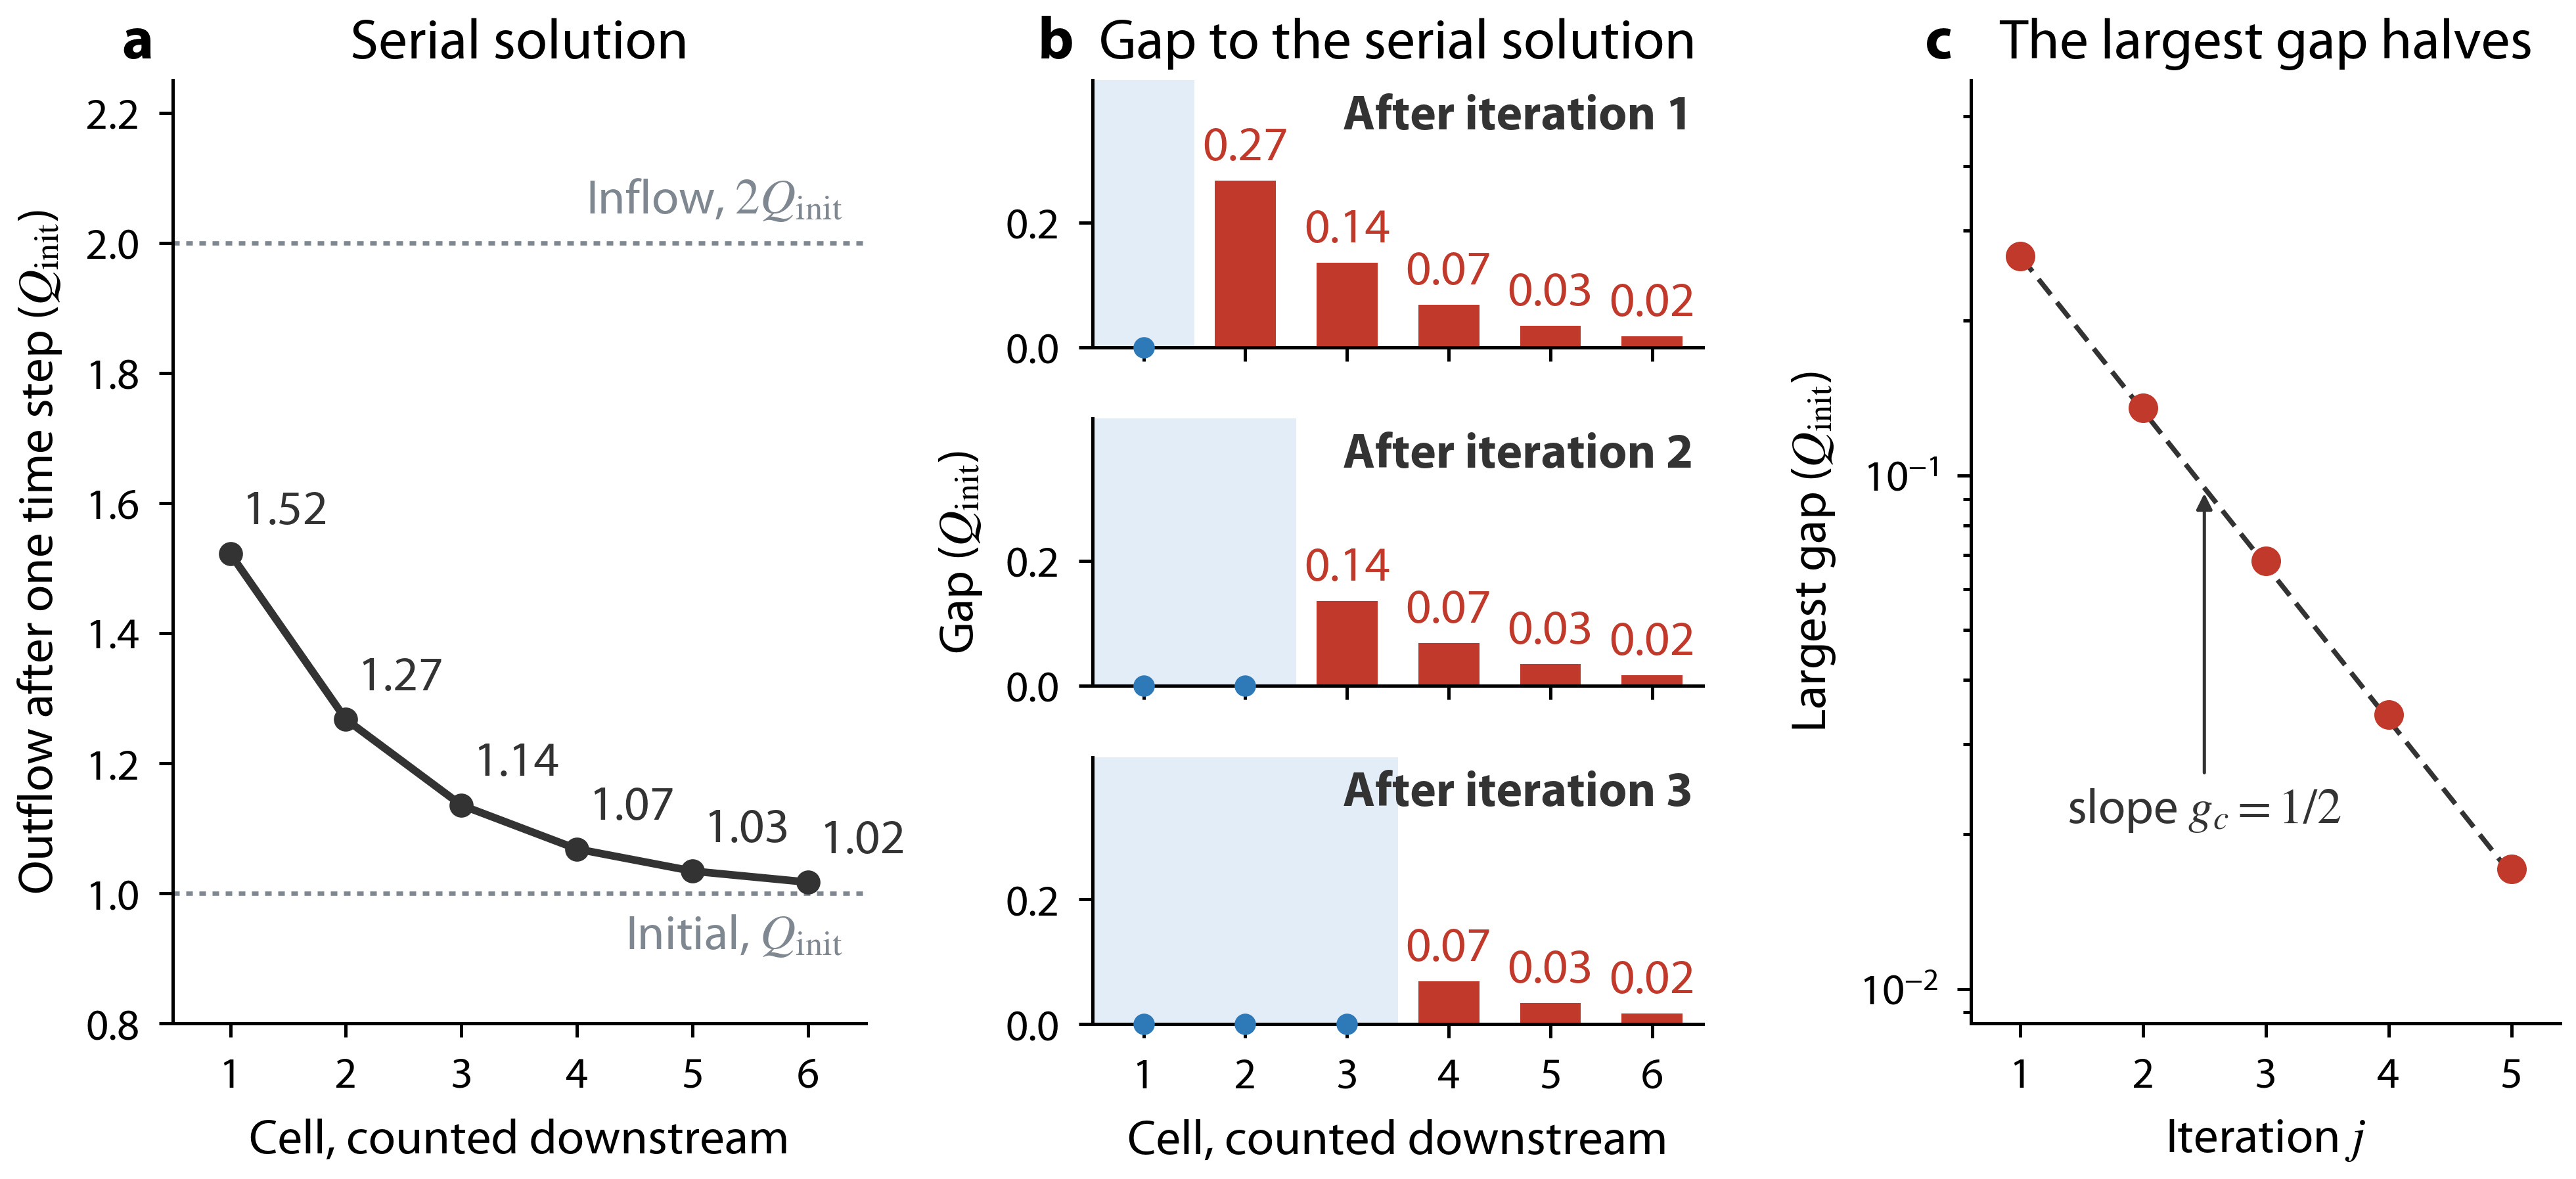 a Serial solution
Outflow after one time step (Q_init)
2.2
2.0
1.8
1.6
1.4
1.2
1.0
0.8
Inflow, 2Q_init
1.52
1.27
1.14
1.07
1.03
1.02
Initial, Q_init
1 2 3 4 5 6
Cell, counted downstream
b Gap to the serial solution
Gap (Q_init)
After iteration 1
0.2
0.0
0.27
0.14
0.07
0.03
0.02
After iteration 2
0.2
0.0
0.14
0.07
0.03
0.02
After iteration 3
0.2
0.0
0.07
0.03
0.02
1 2 3 4 5 6
Cell, counted downstream
c The largest gap halves
Largest gap (Q_init)
10⁻¹
10⁻²
slope g_c = 1/2
1 2 3 4 5
Iteration j